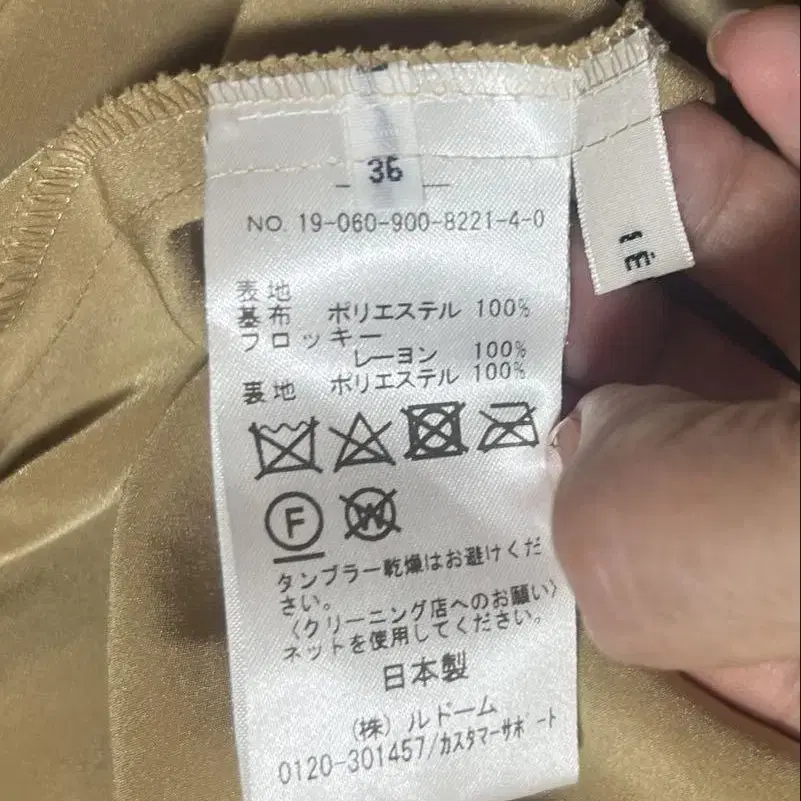 36
NO. 19-060-900-8221-4-0
表地
基布 ポリエステル 100%
フロッキー
レーヨン 100%
裏地 ポリエステル 100%
F
W
タンブラー乾燥はお避けくだ
さい。
〈クリーニング店へのお願い〉
ネットを使用してください。
日本製
(株)ルドーム
0120-301457/カスタマーサポート